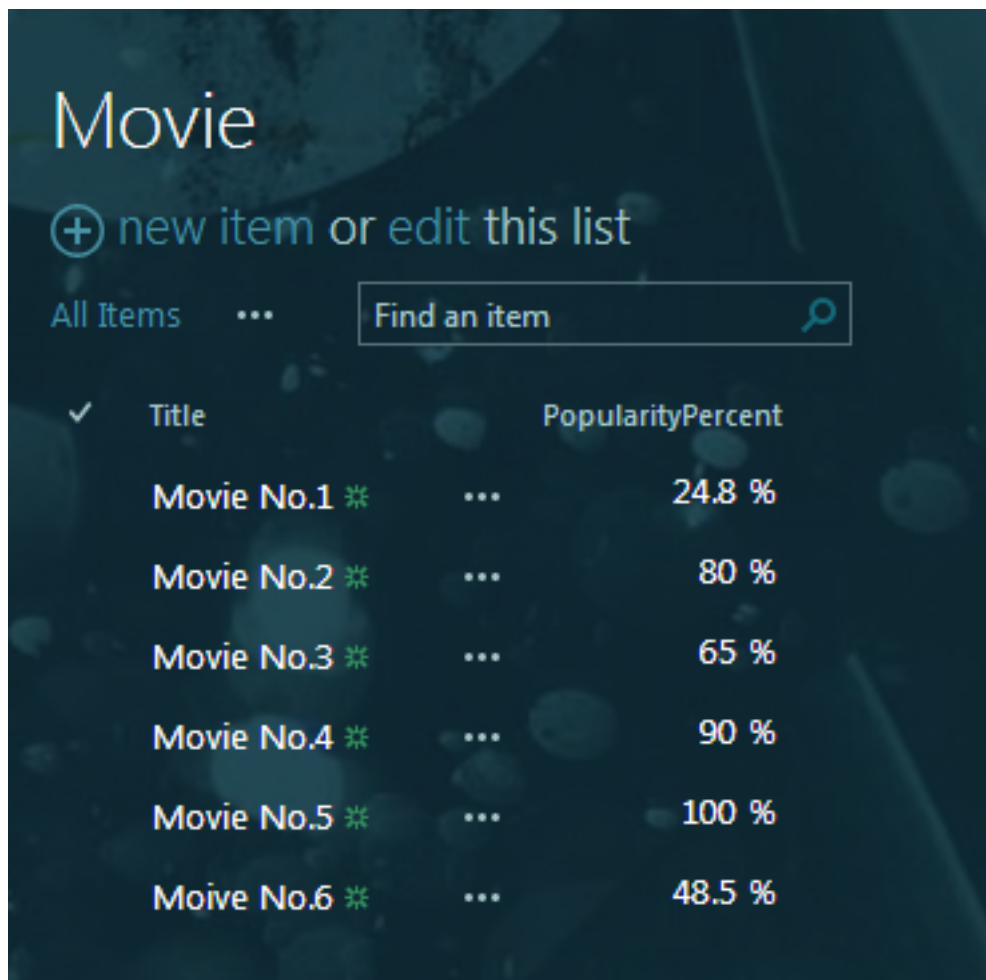 Movie
new item or edit this list
All Items ••• Find an item
Title PopularityPercent
Movie No.1 ••• 24.8 %
Movie No.2 ••• 80 %
Movie No.3 ••• 65 %
Movie No.4 ••• 90 %
Movie No.5 ••• 100 %
Moive No.6 ••• 48.5 %